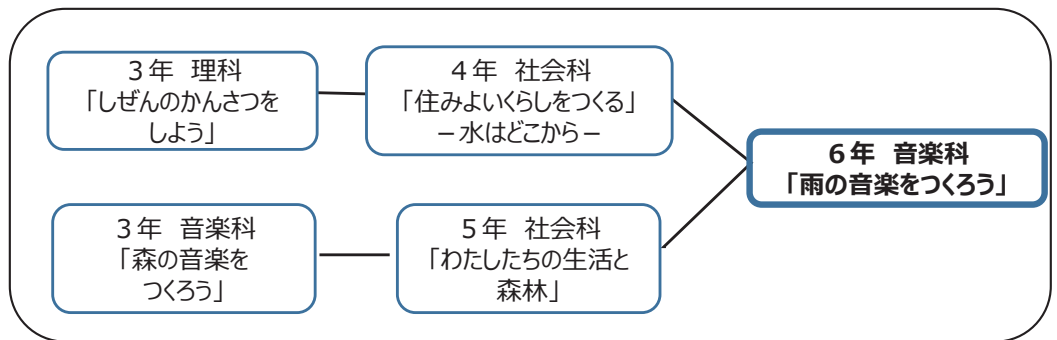 3年 理科
「しぜんのかんさつを
しよう」
4年 社会科
「住みよいくらしをつくる」
－水はどこから－
3年 音楽科
「森の音楽を
つくろう」
5年 社会科
「わたしたちの生活と
森林」
6年 音楽科
「雨の音楽をつくろう」